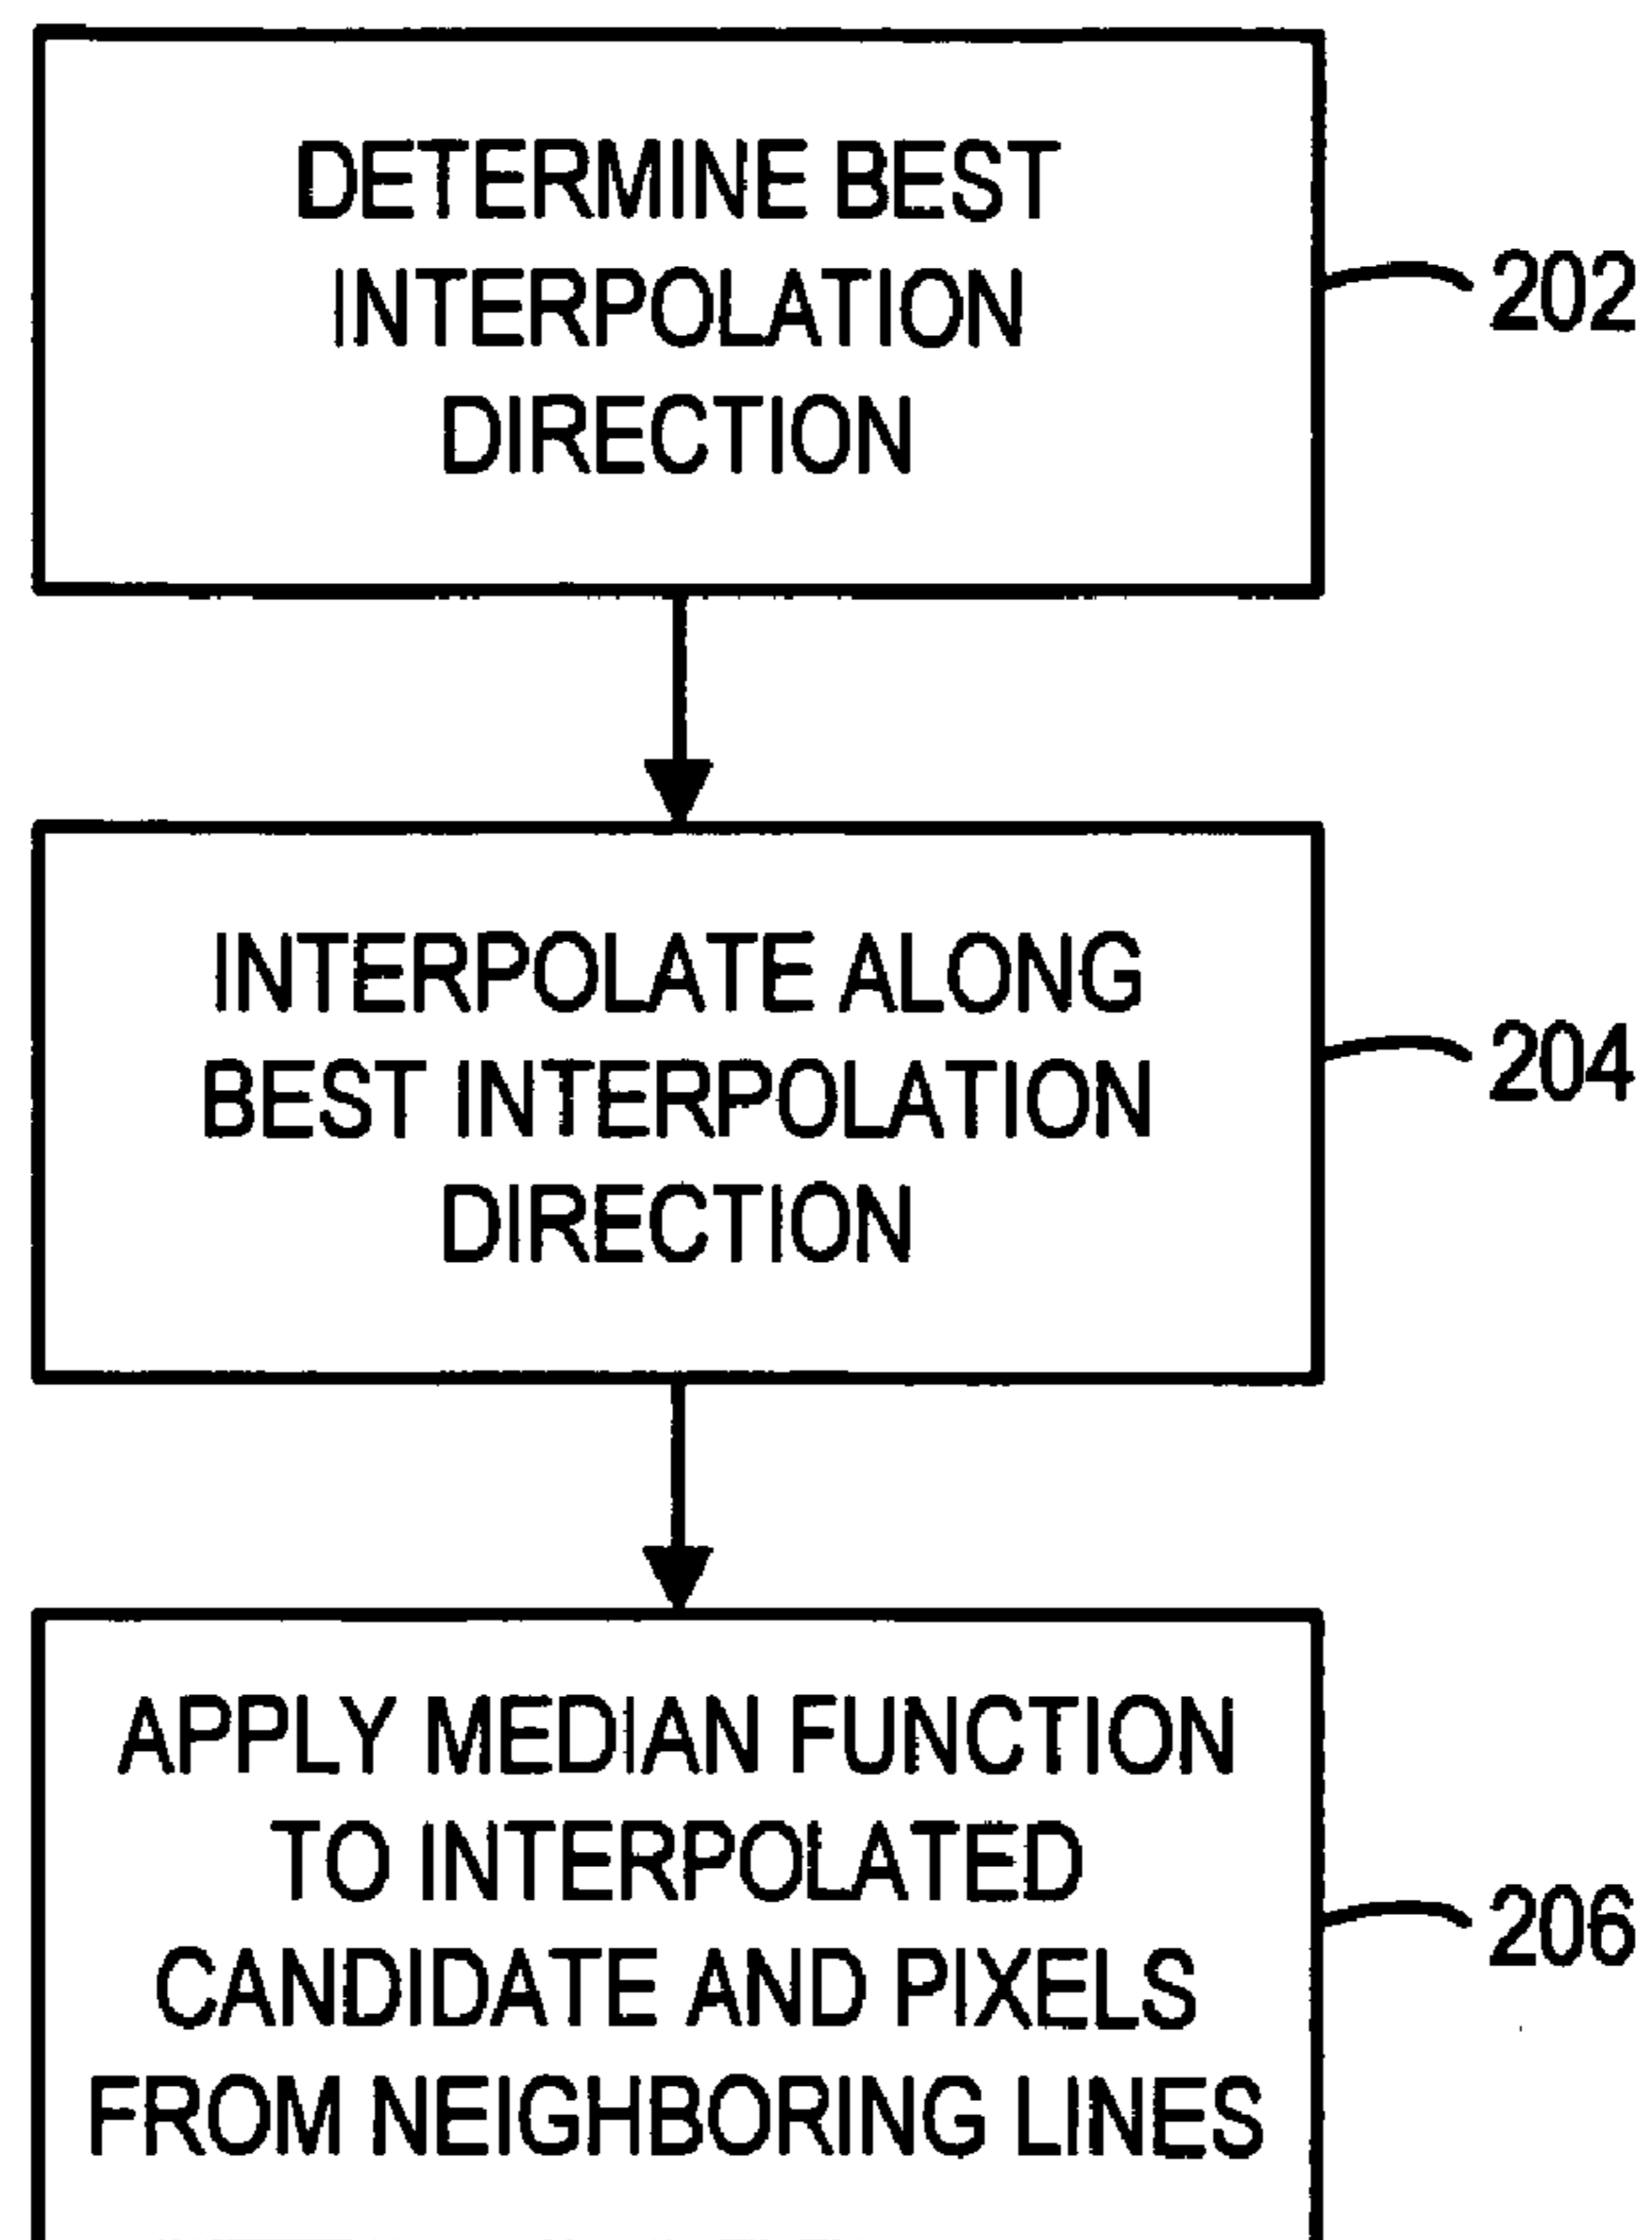 DETERMINE BEST
INTERPOLATION
DIRECTION
202
INTERPOLATE ALONG
BEST INTERPOLATION
DIRECTION
204
APPLY MEDIAN FUNCTION
TO INTERPOLATED
CANDIDATE AND PIXELS
FROM NEIGHBORING LINES
206